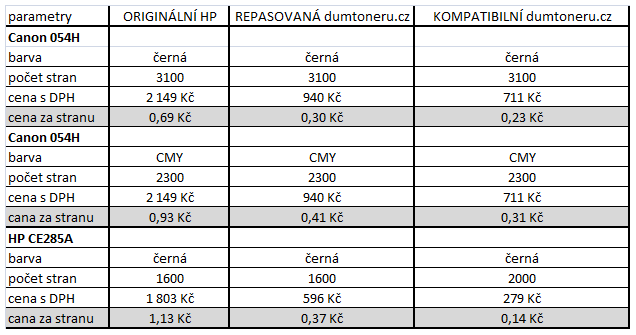 parametry ORIGINÁLNÍ HP REPASOVANÁ dumtoneru.cz KOMPATIBILNÍ dumtoneru.cz
Canon 054H
barva černá černá černá
počet stran 3100 3100 3100
cena s DPH 2 149 Kč 940 Kč 711 Kč
cena za stranu 0,69 Kč 0,30 Kč 0,23 Kč
Canon 054H
barva CMY CMY CMY
počet stran 2300 2300 2300
cena s DPH 2 149 Kč 940 Kč 711 Kč
cana za stranu 0,93 Kč 0,41 Kč 0,31 Kč
HP CE285A
barva černá černá černá
počet stran 1600 1600 2000
cena s DPH 1 803 Kč 596 Kč 279 Kč
cana za stranu 1,13 Kč 0,37 Kč 0,14 Kč